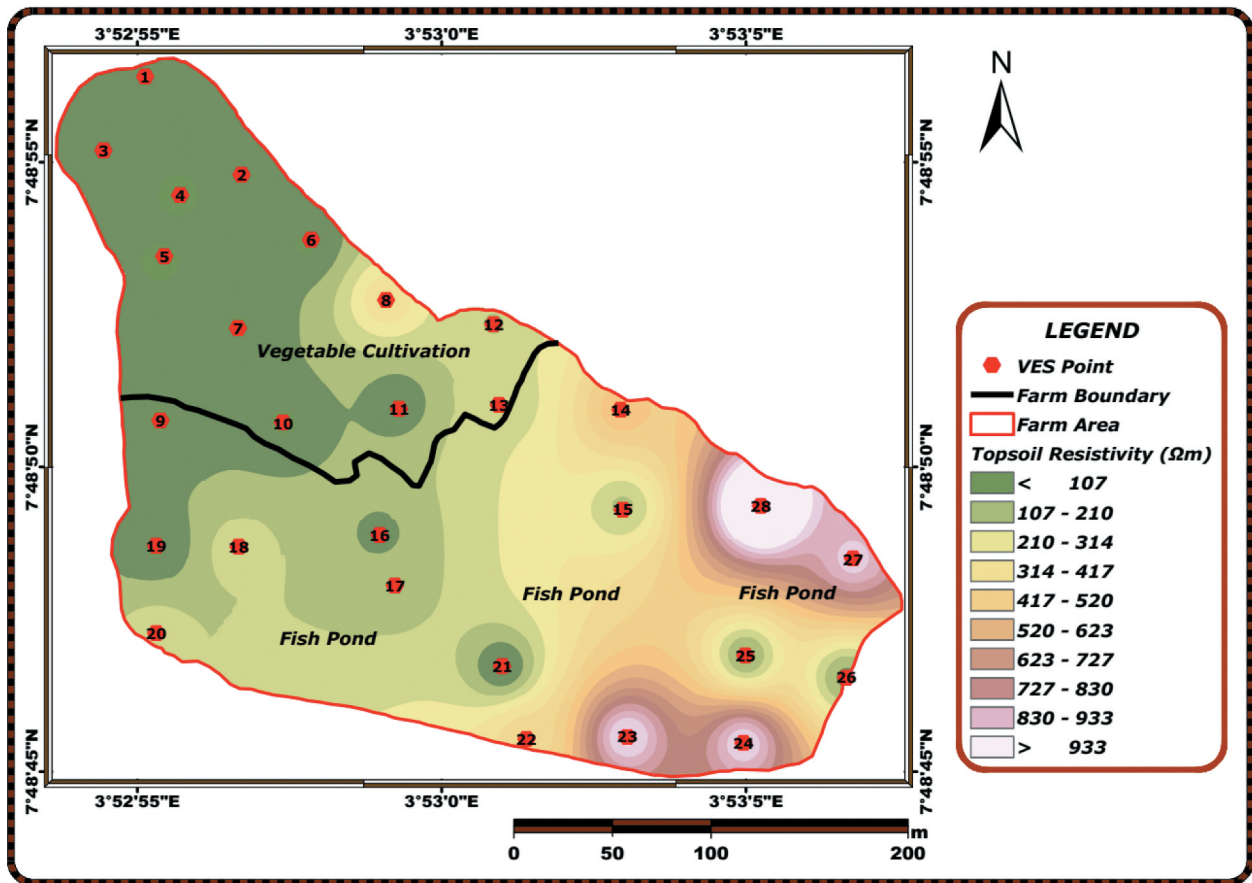 3°52'55"E 3°53'0"E 3°53'5"E
N
1
3
2
7°48'55"N 7°48'55"N
4
6
5
8
12
7
Vegetable Cultivation
LEGEND
VES Point
Farm Boundary
Farm Area
Topsoil Resistivity (Ωm)
< 107
107 - 210
210 - 314
314 - 417
417 - 520
520 - 623
623 - 727
727 - 830
830 - 933
> 933
13
11
14
9
10
7°48'50"N 7°48'50"N
28
15
16
19
18
27
17
Fish Pond
Fish Pond
20
Fish Pond
25
21
26
22
23
24
7°48'45"N 7°48'45"N
3°52'55"E 3°53'0"E 3°53'5"E
m
0 50 100 200